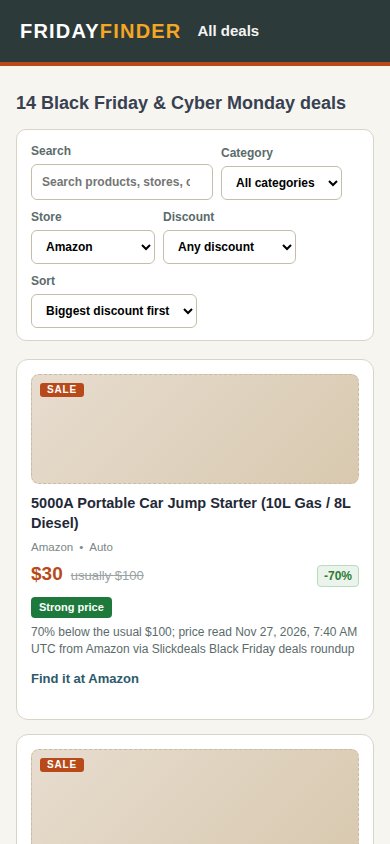 FRIDAYFINDER All deals
14 Black Friday & Cyber Monday deals
Search
Category
Search products, stores, c
All categories
Store
Discount
Amazon
Any discount
Sort
Biggest discount first
SALE
5000A Portable Car Jump Starter (10L Gas / 8L
Diesel)
Amazon • Auto
$30 usually $100
-70%
Strong price
70% below the usual $100; price read Nov 27, 2026, 7:40 AM
UTC from Amazon via Slickdeals Black Friday deals roundup
Find it at Amazon
SALE